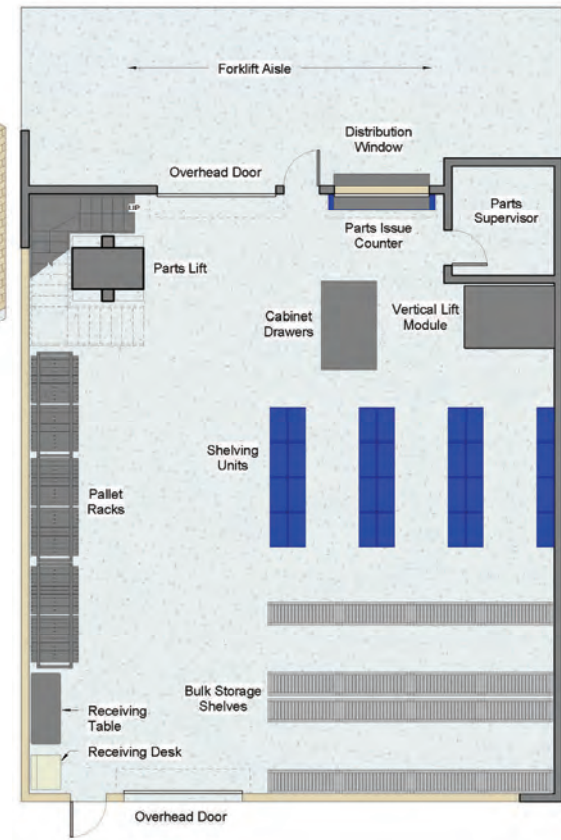 Forklift Aisle
Distribution
Window
Overhead Door
Parts
Supervisor
UP
Parts Issue
Counter
Parts Lift
Cabinet
Drawers
Vertical Lift
Module
Shelving
Units
Pallet
Racks
Bulk Storage
Shelves
Receiving
Table
Receiving Desk
Overhead Door